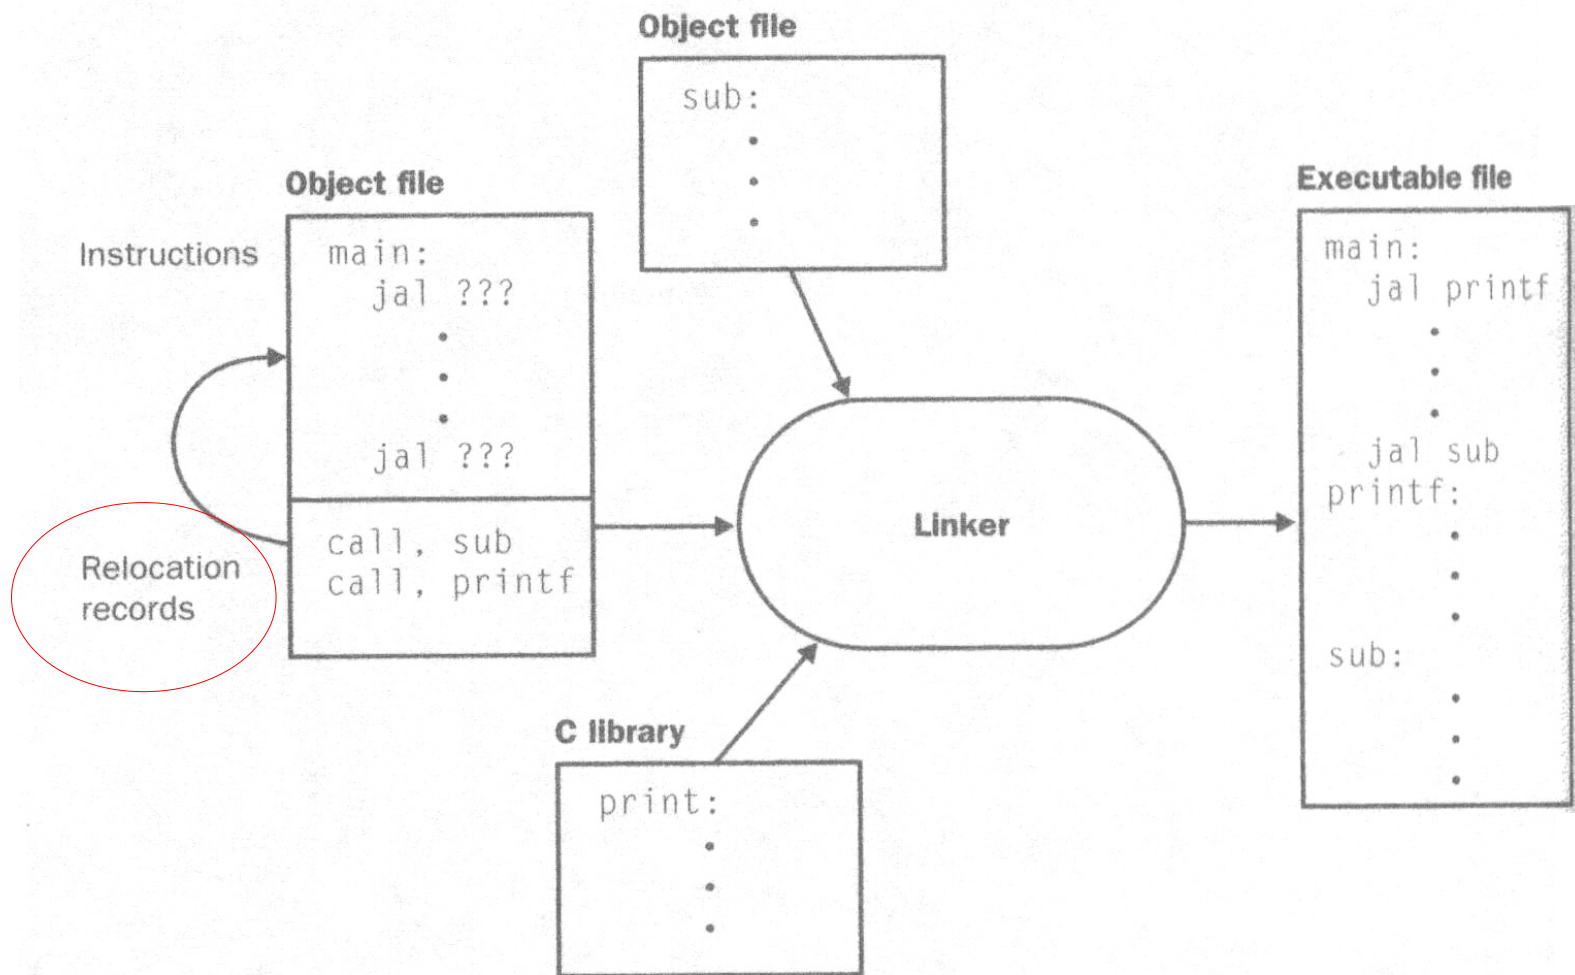 Object file
sub:
Object file
Instructions
main:
jal ???
jal ???
Relocation
records
call, sub
call, printf
Linker
C library
print:
Executable file
main:
jal printf
jal sub
printf:
sub: